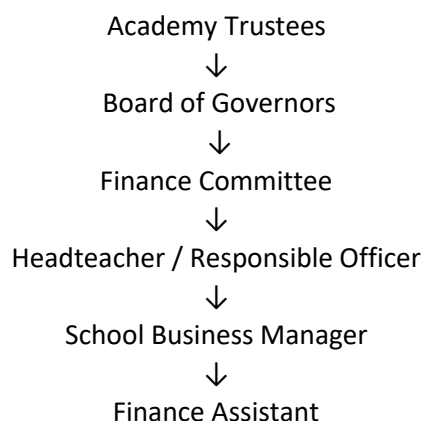 Academy Trustees
↓
Board of Governors
↓
Finance Committee
↓
Headteacher / Responsible Officer
↓
School Business Manager
↓
Finance Assistant